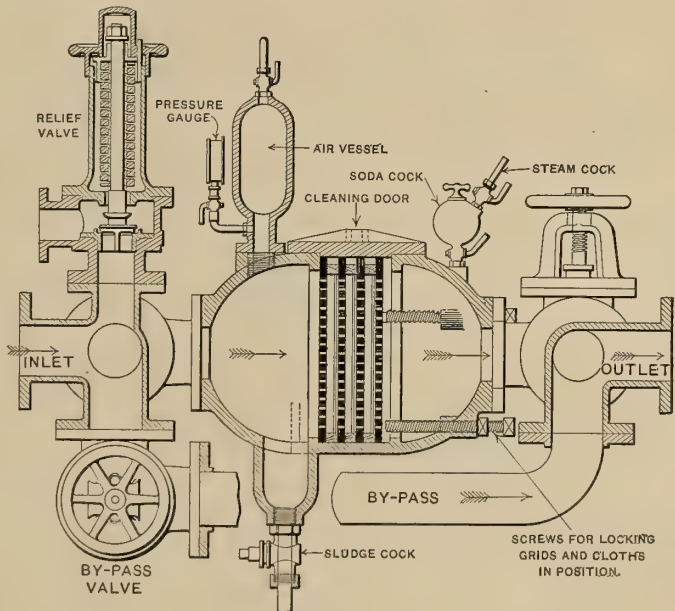 RELIEF
VALVE
PRESSURE
GAUGE
AIR VESSEL
SODA COCK
STEAM COCK
CLEANING DOOR
INLET
OUTLET
BY-PASS
SLUDGE COCK
BY-PASS
VALVE
SCREWS FOR LOCKING
GRIDS AND CLOTHS
IN POSITION.